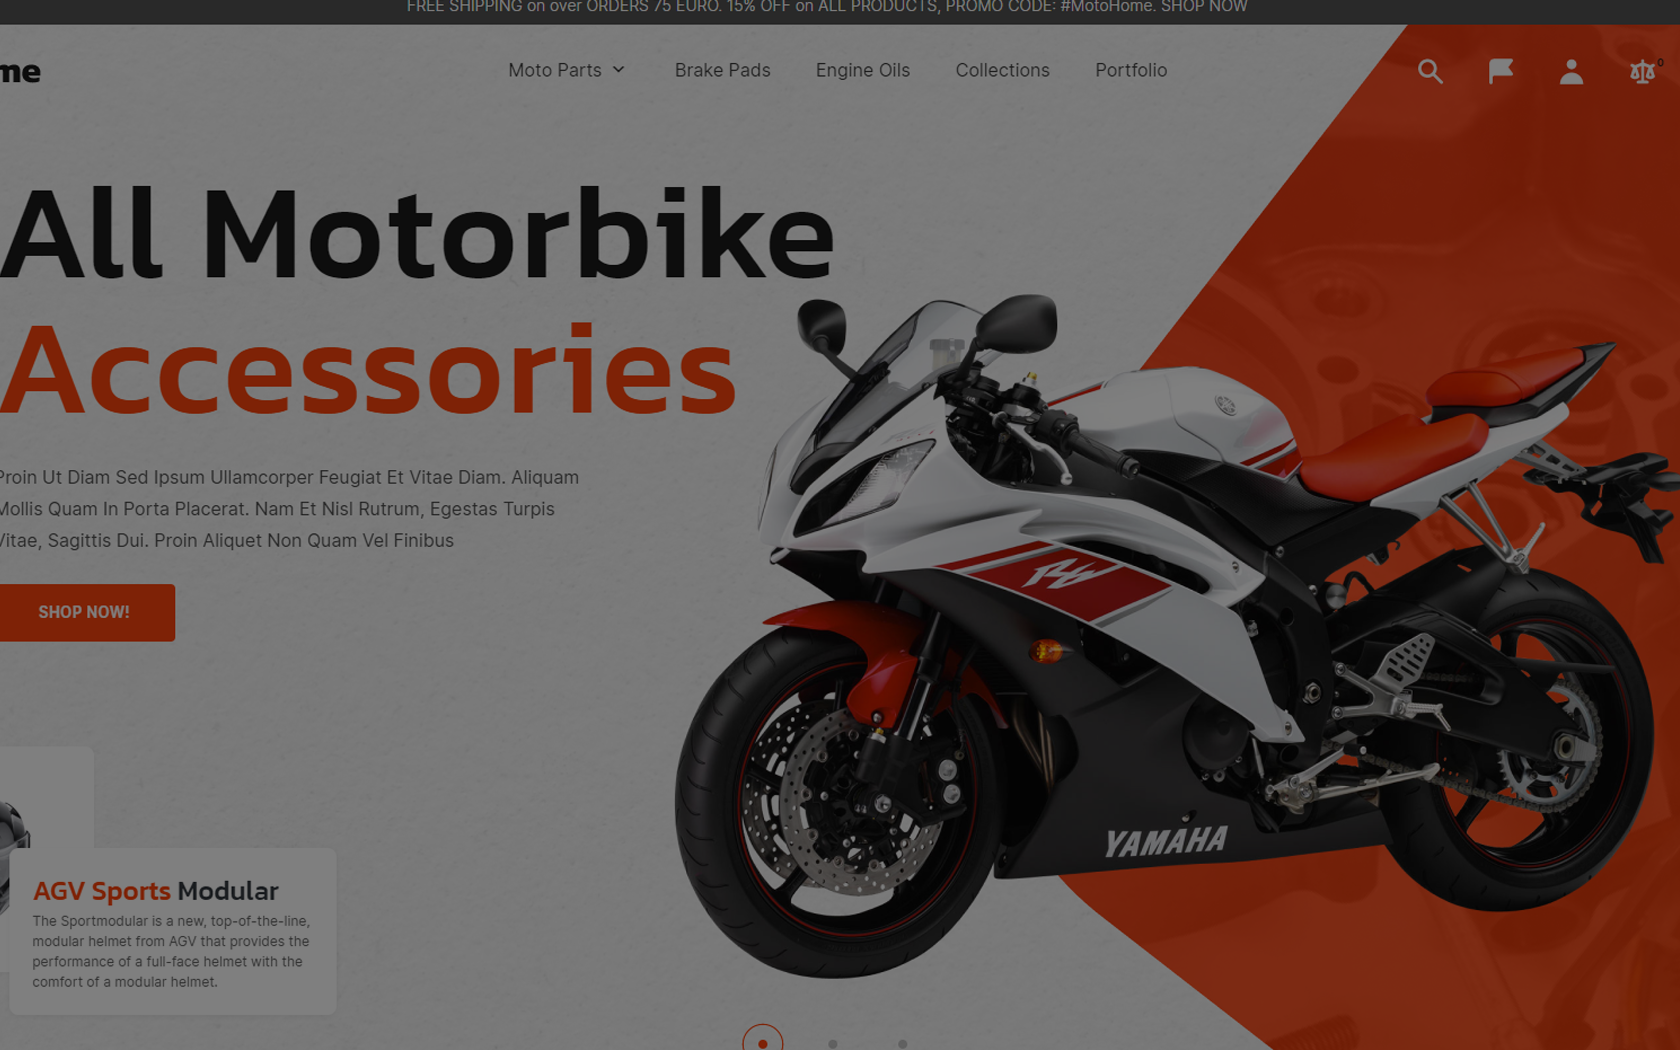 FREE SHIPPING on over ORDERS 75 EURO. 15% OFF on ALL PRODUCTS, PROMO CODE: #MotoHome. SHOP NOW
me
Moto Parts
Brake Pads
Engine Oils
Collections
Portfolio
0
All Motorbike
Accessories
Proin Ut Diam Sed Ipsum Ullamcorper Feugiat Et Vitae Diam. Aliquam
Mollis Quam In Porta Placerat. Nam Et Nisl Rutrum, Egestas Turpis
Vitae, Sagittis Dui. Proin Aliquet Non Quam Vel Finibus
SHOP NOW!
YAMAHA
AGV Sports Modular
The Sportmodular is a new, top-of-the-line,
modular helmet from AGV that provides the
performance of a full-face helmet with the
comfort of a modular helmet.